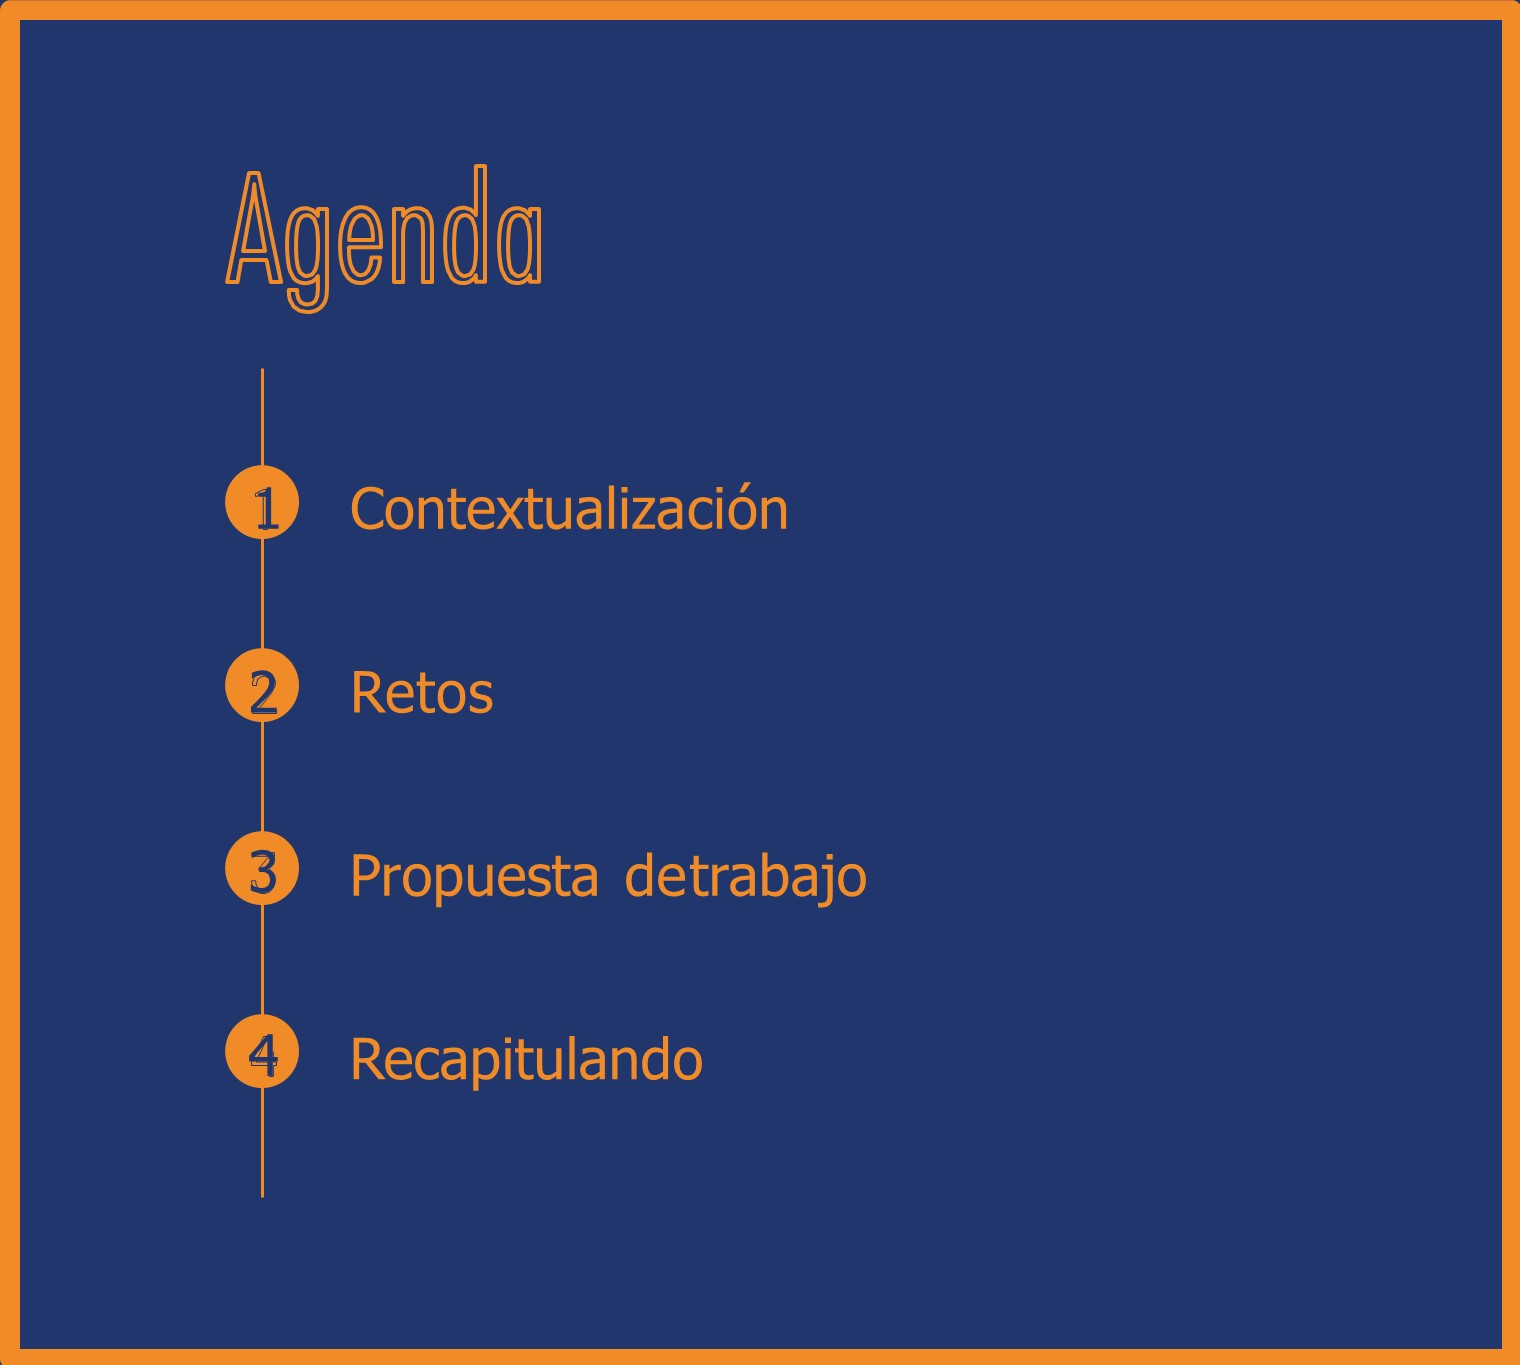 Agenda
1 Contextualización
2 Retos
3 Propuesta detrabajo
4 Recapitulando